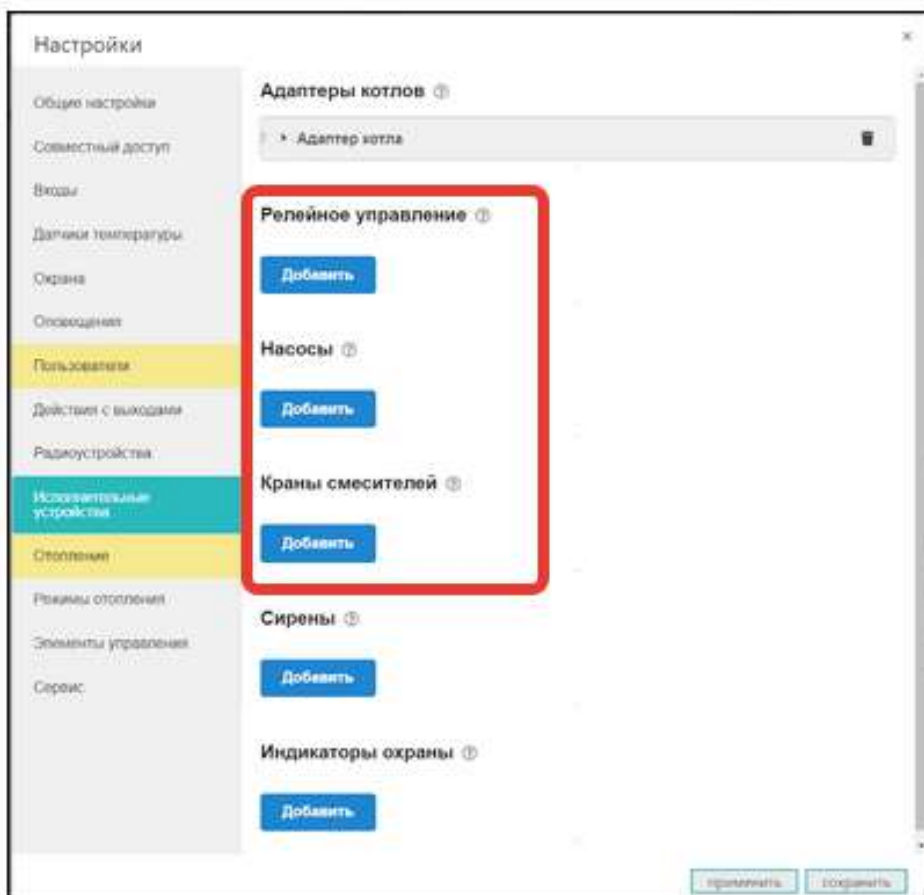 Настройки
Общие настройки
Совместный доступ
Входы
Датчики температуры
Охрана
Оповещения
Пользователи
Действия с выходами
Радиоустройства
Исполнительные
устройства
Отопление
Режимы отопления
Элементы управления
Сервис
Адаптеры котлов
Адаптер котла
Релейное управление
Добавить
Насосы
Добавить
Краны смесителей
Добавить
Сирены
Добавить
Индикаторы охраны
Добавить
применить
сохранить